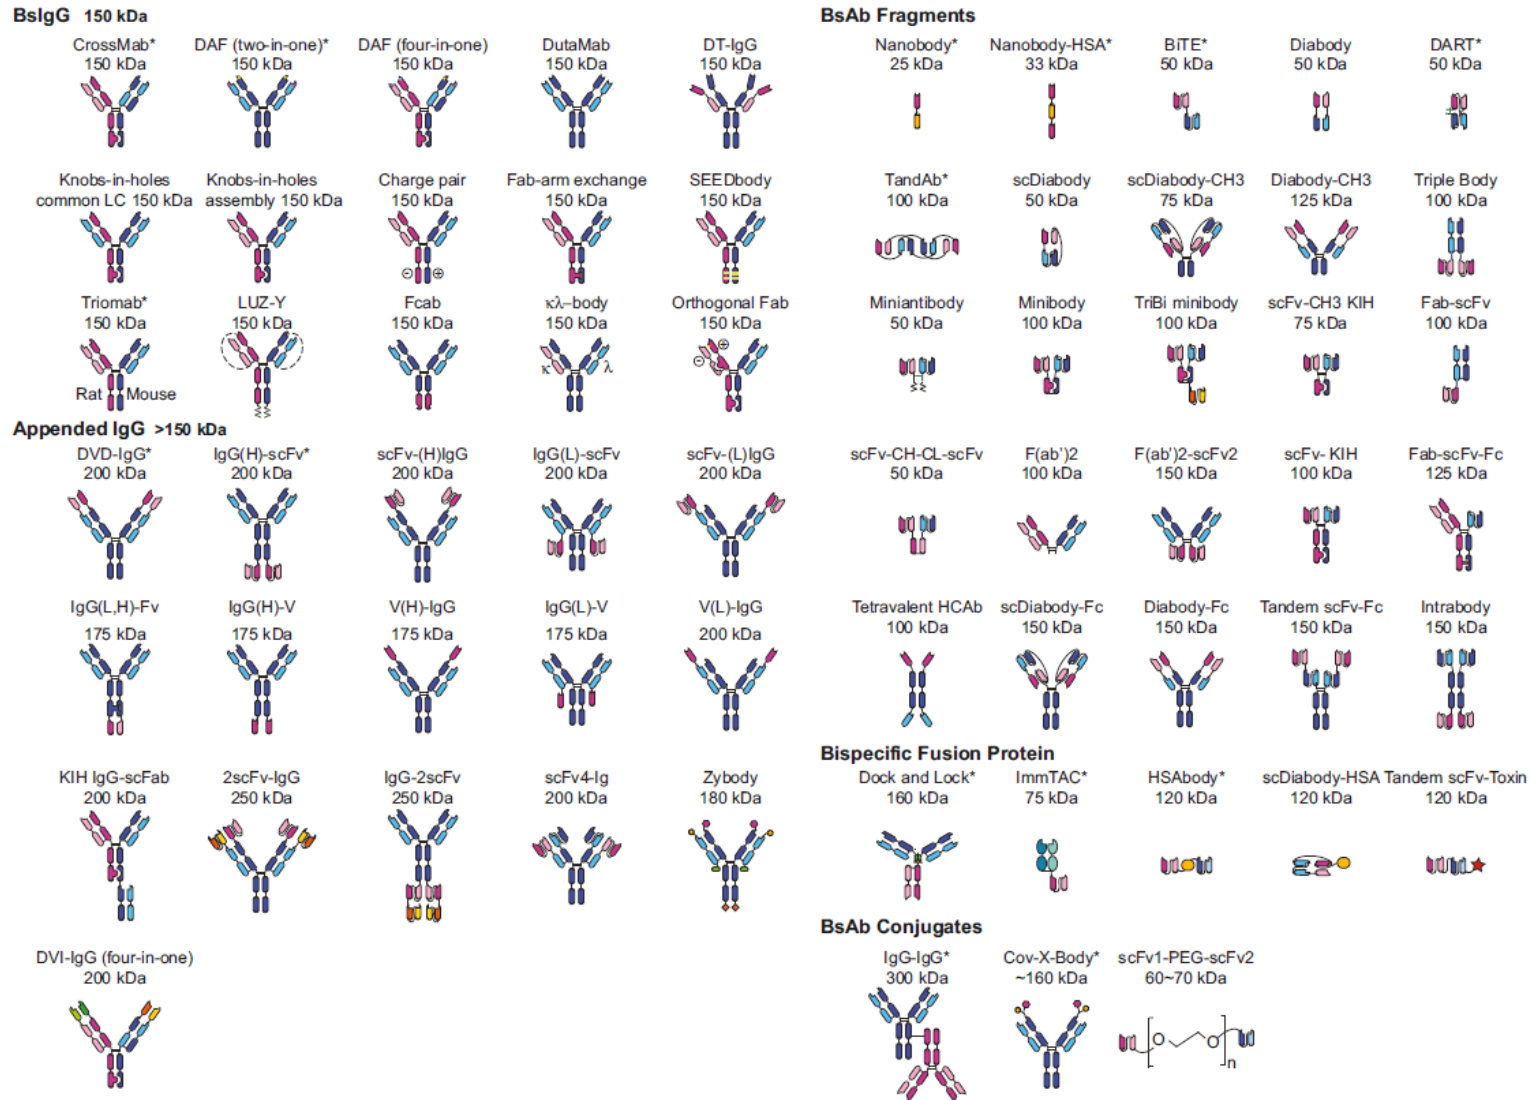 BsIgG 150 kDa
CrossMab* DAF (two-in-one)* DAF (four-in-one) DutaMab DT-IgG
150 kDa 150 kDa 150 kDa 150 kDa 150 kDa
Knobs-in-holes Knobs-in-holes Charge pair Fab-arm exchange SEEDbody
common LC 150 kDa assembly 150 kDa 150 kDa 150 kDa 150 kDa
⊖ ⊕
Triomab* LUZ-Y Fcab κλ–body Orthogonal Fab
150 kDa 150 kDa 150 kDa 150 kDa 150 kDa
⊕
κ λ ⊖
Rat Mouse
Appended IgG >150 kDa
DVD-IgG* IgG(H)-scFv* scFv-(H)IgG IgG(L)-scFv scFv-(L)IgG
200 kDa 200 kDa 200 kDa 200 kDa 200 kDa
IgG(L,H)-Fv IgG(H)-V V(H)-IgG IgG(L)-V V(L)-IgG
175 kDa 175 kDa 175 kDa 175 kDa 200 kDa
KIH IgG-scFab 2scFv-IgG IgG-2scFv scFv4-Ig Zybody
200 kDa 250 kDa 250 kDa 200 kDa 180 kDa
DVI-IgG (four-in-one)
200 kDa
BsAb Fragments
Nanobody* Nanobody-HSA* BiTE* Diabody DART*
25 kDa 33 kDa 50 kDa 50 kDa 50 kDa
TandAb* scDiabody scDiabody-CH3 Diabody-CH3 Triple Body
100 kDa 50 kDa 75 kDa 125 kDa 100 kDa
Miniantibody Minibody TriBi minibody scFv-CH3 KIH Fab-scFv
50 kDa 100 kDa 100 kDa 75 kDa 100 kDa
scFv-CH-CL-scFv F(ab')2 F(ab')2-scFv2 scFv- KIH Fab-scFv-Fc
50 kDa 100 kDa 150 kDa 100 kDa 125 kDa
Tetravalent HCAb scDiabody-Fc Diabody-Fc Tandem scFv-Fc Intrabody
100 kDa 150 kDa 150 kDa 150 kDa 150 kDa
Bispecific Fusion Protein
Dock and Lock* ImmTAC* HSAbody* scDiabody-HSA Tandem scFv-Toxin
160 kDa 75 kDa 120 kDa 120 kDa 120 kDa
BsAb Conjugates
IgG-IgG* Cov-X-Body* scFv1-PEG-scFv2
300 kDa ~160 kDa 60~70 kDa
O O
n